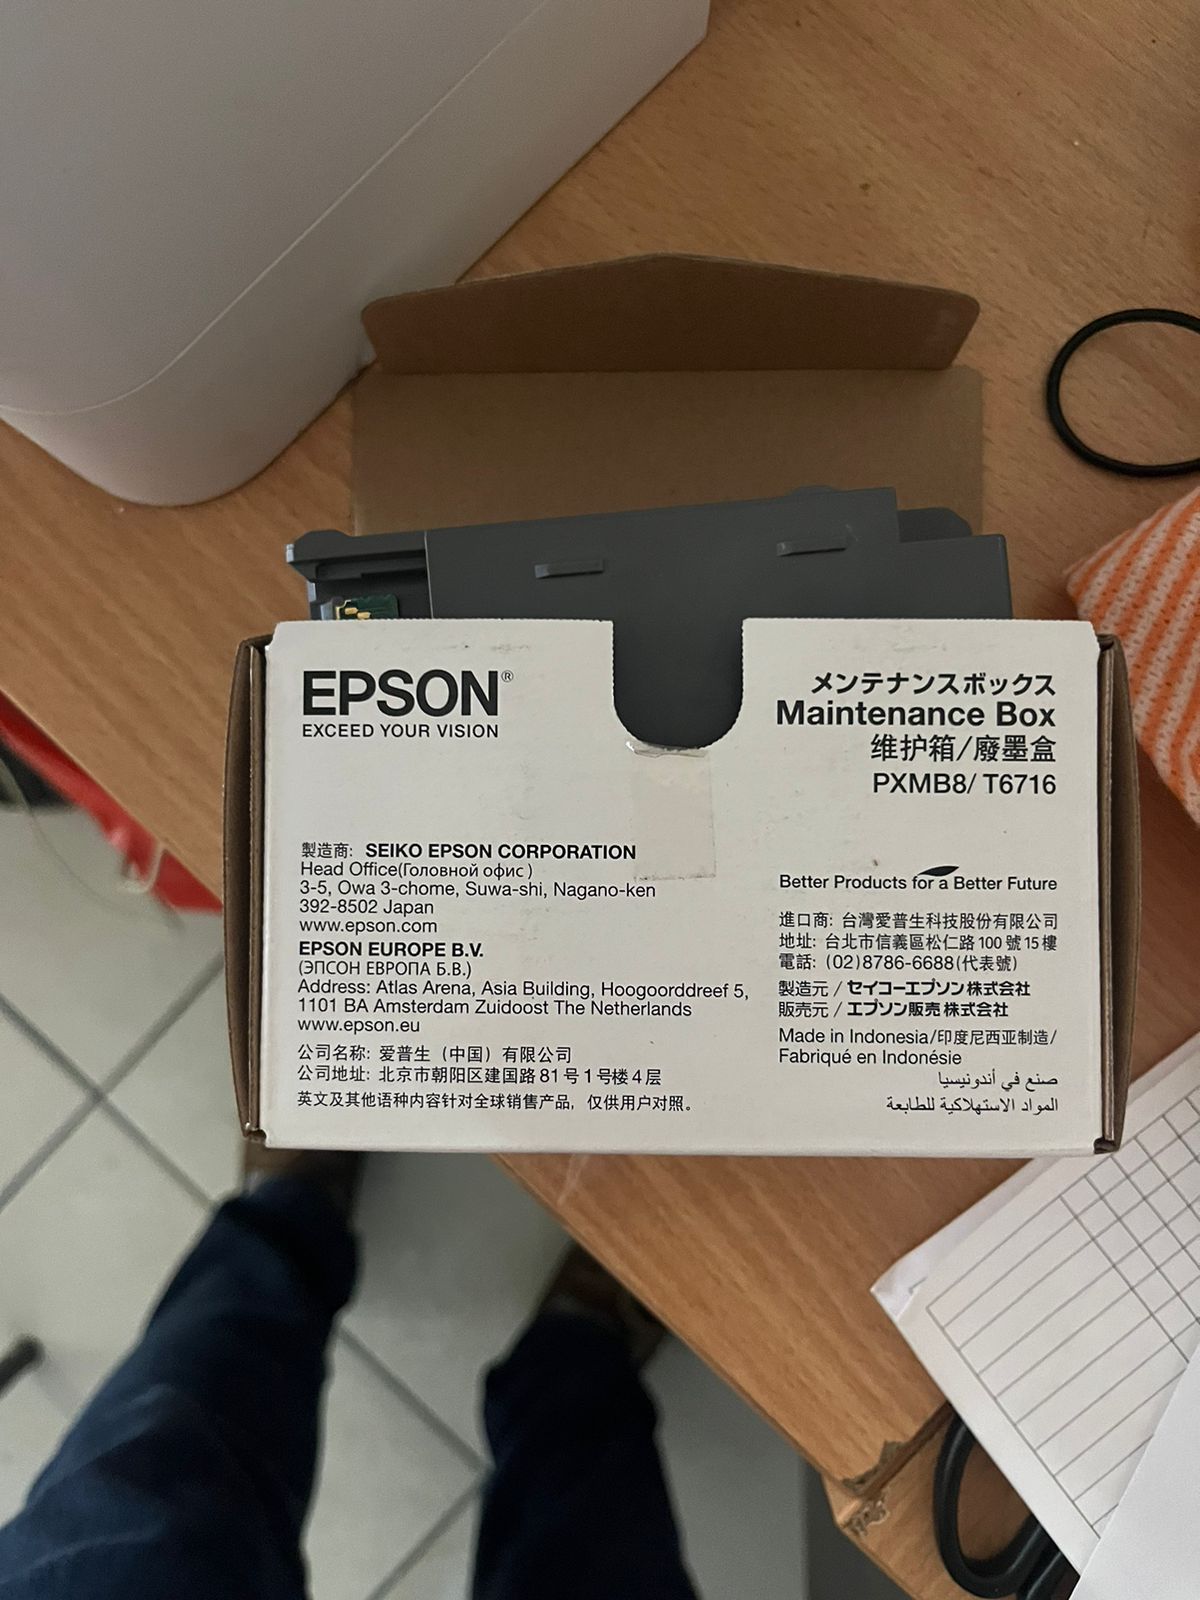 EPSON®
EXCEED YOUR VISION
メンテナンスボックス
Maintenance Box
维护箱/廢墨盒
PXMB8/ T6716
製造商: SEIKO EPSON CORPORATION
Head Office(Головной офис )
3-5, Owa 3-chome, Suwa-shi, Nagano-ken
392-8502 Japan
www.epson.com
EPSON EUROPE B.V.
(ЭПСОН ЕВРОПА Б.В.)
Address: Atlas Arena, Asia Building, Hoogoorddreef 5,
1101 BA Amsterdam Zuidoost The Netherlands
www.epson.eu
公司名称: 爱普生（中国）有限公司
公司地址: 北京市朝阳区建国路81号1号楼4层
英文及其他语种内容针对全球销售产品，仅供用户对照。
Better Products for a Better Future
進口商: 台灣愛普生科技股份有限公司
地址: 台北市信義區松仁路100號15樓
電話: (02)8786-6688(代表號)
製造元 / セイコーエプソン株式会社
販売元 / エプソン販売株式会社
Made in Indonesia/印度尼西亚制造/
Fabriqué en Indonésie
صنع في أندونيسيا
المواد الاستهلاكية للطابعة